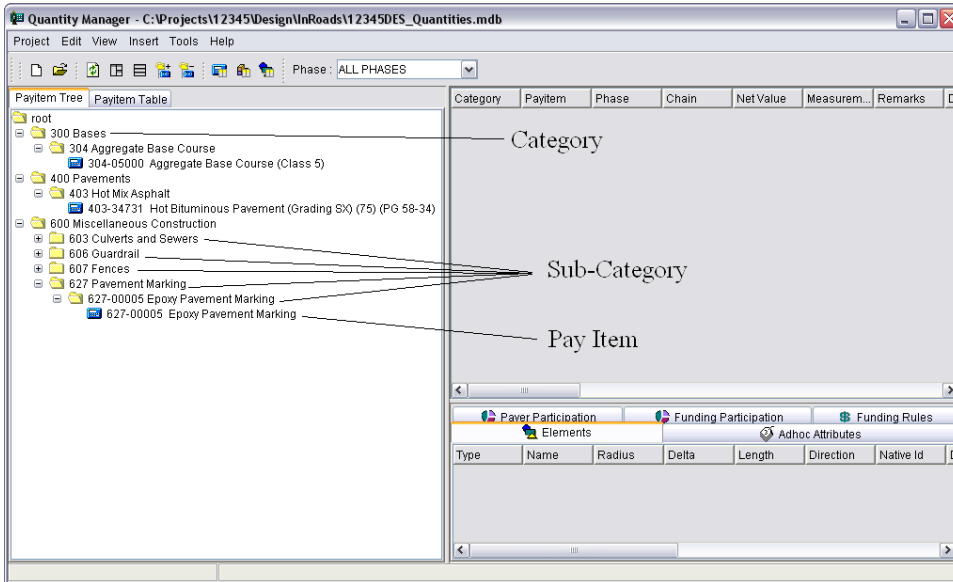 Quantity Manager - C:\Projects\12345\Design\InRoads\12345DES_Quantities.mdb
Project Edit View Insert Tools Help
Phase : ALL PHASES
Payitem Tree Payitem Table
root
300 Bases
304 Aggregate Base Course
304-05000 Aggregate Base Course (Class 5)
400 Pavements
403 Hot Mix Asphalt
403-34731 Hot Bituminous Pavement (Grading SX) (75) (PG 58-34)
600 Miscellaneous Construction
603 Culverts and Sewers
606 Guardrail
607 Fences
627 Pavement Marking
627-00005 Epoxy Pavement Marking
627-00005 Epoxy Pavement Marking
Category Payitem Phase Chain Net Value Measurem... Remarks
Category
Sub-Category
Pay Item
Payer Participation Funding Participation Funding Rules
Elements Adhoc Attributes
Type Name Radius Delta Length Direction Native Id